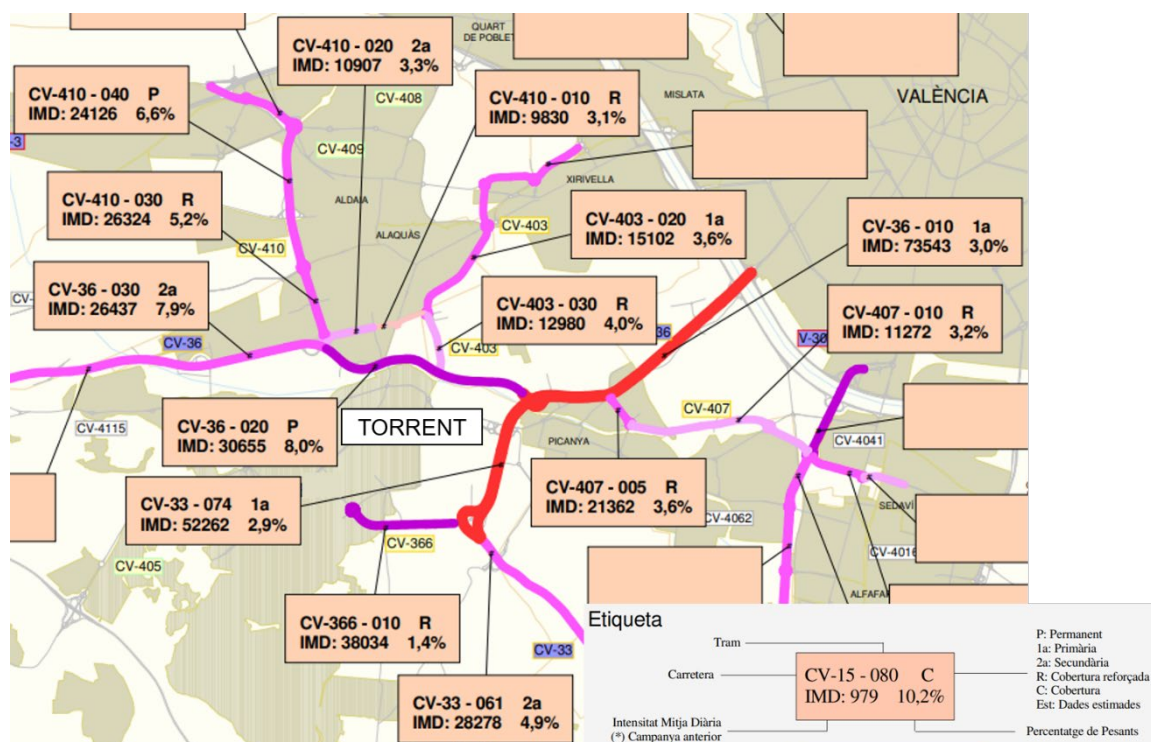 QUART
DE POBLET
CV-410 - 020 2a
IMD: 10907 3,3%
CV-408
CV-410 - 040 P
IMD: 24126 6,6%
CV-410 - 010 R
IMD: 9830 3,1%
MISLATA
VALÈNCIA
-3
CV-409
XIRIVELLA
CV-410 - 030 R
IMD: 26324 5,2%
ALDAIA
ALAQUÀS
CV-403
CV-403 - 020 1a
IMD: 15102 3,6%
CV-36 - 010 1a
IMD: 73543 3,0%
CV-410
CV-36 - 030 2a
IMD: 26437 7,9%
CV-
CV-403 - 030 R
IMD: 12980 4,0%
36
CV-407 - 010 R
IMD: 11272 3,2%
CV-36
CV-403
V-30
CV-36 - 020 P
IMD: 30655 8,0%
TORRENT
CV-4115
CV-407
PICANYA
CV-4041
CV-33 - 074 1a
IMD: 52262 2,9%
CV-407 - 005 R
IMD: 21362 3,6%
SEDAVÍ
CV-4062
CV-366
CV-4016
CV-405
ALFAFA
CV-366 - 010 R
IMD: 38034 1,4%
CV-33
CV-33 - 061 2a
IMD: 28278 4,9%
Etiqueta
Tram
Carretera
CV-15 - 080 C
IMD: 979 10,2%
Intensitat Mitja Diària
(*) Campanya anterior
P: Permanent
1a: Primària
2a: Secundària
R: Cobertura reforçada
C: Cobertura
Est: Dades estimades
Percentatge de Pesants